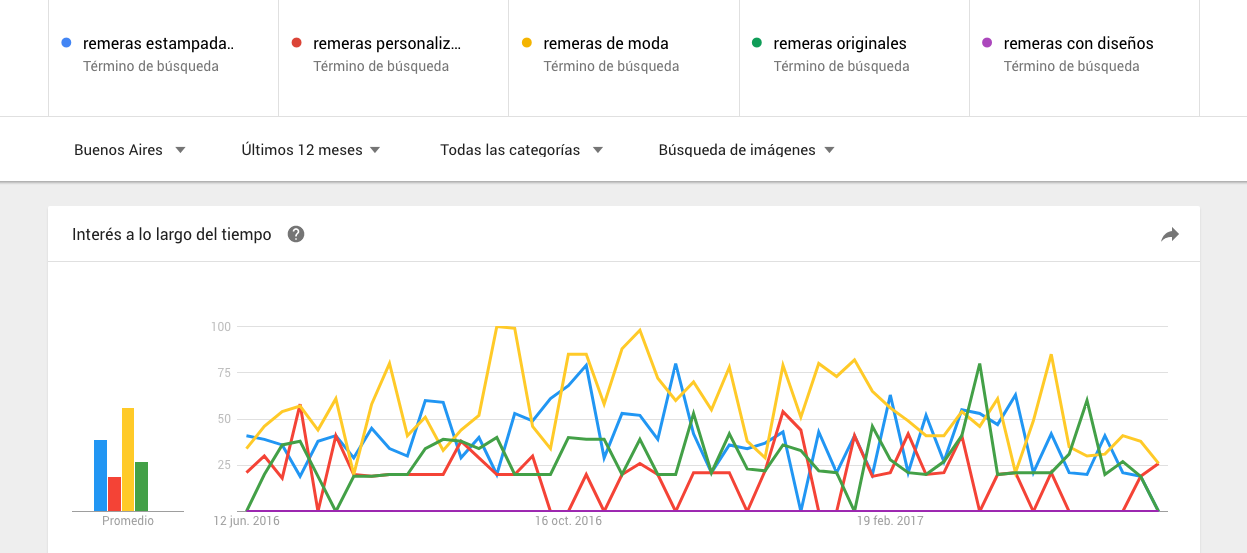 remeras estampada..
Término de búsqueda
remeras personaliz...
Término de búsqueda
remeras de moda
Término de búsqueda
remeras originales
Término de búsqueda
remeras con diseños
Término de búsqueda
Buenos Aires
Últimos 12 meses
Todas las categorías
Búsqueda de imágenes
Interés a lo largo del tiempo
?
100
75
50
25
Promedio
12 jun. 2016
16 oct. 2016
19 feb. 2017